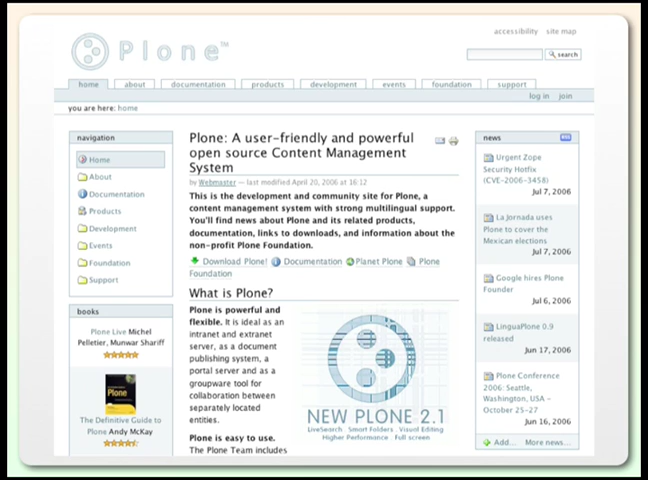 accessibility site map
Plone™
search
home about documentation products development events foundation support
log in join
you are here: home
navigation
Home
About
Documentation
Products
Development
Events
Foundation
Support
books
Plone Live Michel
Pelletier, Munwar Shariff
Plone
The Definitive Guide to
Plone Andy McKay
Plone: A user-friendly and powerful
open source Content Management
System
by Webmaster — last modified April 20, 2006 at 16:12
This is the development and community site for Plone, a
content management system with strong multilingual support.
You'll find news about Plone and its related products,
documentation, links to downloads, and information about the
non-profit Plone Foundation.
Download Plone! Documentation Planet Plone Plone
Foundation
What is Plone?
Plone is powerful and
flexible. It is ideal as an
intranet and extranet
server, as a document
publishing system, a
portal server and as a
groupware tool for
collaboration between
separately located
entities.
Plone is easy to use.
The Plone Team includes
NEW PLONE 2.1
LiveSearch Smart Folders Visual Editing
Higher Performance Full screen
news
Urgent Zope
Security Hotfix
(CVE-2006-3458)
Jul 7, 2006
La Jornada uses
Plone to cover the
Mexican elections
Jul 7, 2006
Google hires Plone
Founder
Jul 6, 2006
LinguaPlone 0.9
released
Jun 17, 2006
Plone Conference
2006: Seattle,
Washington, USA -
October 25-27
Jun 16, 2006
Add... More news...